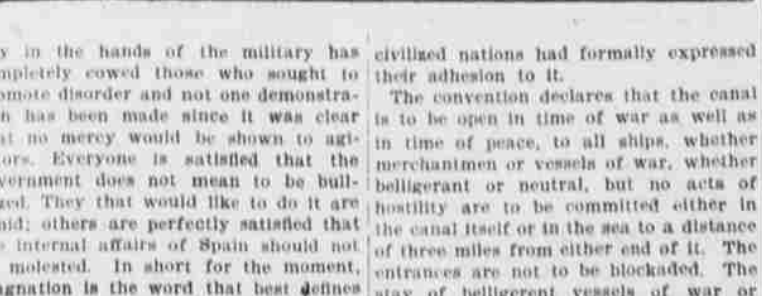 y in the hands of the military has
mpletely cowed those who sought to
omote disorder and not one demonstra-
n has been made since it was clear
at no mercy would be shown to agi-
ors. Everyone is satisfied that the
vernment does not mean to be bull-
zed. They that would like to do it are
aid; others are perfectly satisfied that
e internal affairs of Spain should not
molested. In short for the moment,
agnation is the word that best defines
civilized nations had formally expressed
their adhesion to it.
The convention declares that the canal
is to be open in time of war as well as
in time of peace, to all ships, whether
merchantmen or vessels of war, whether
belligerant or neutral, but no acts of
hostility are to be committed either in
the canal itself or in the sea to a distance
of three miles from either end of it. The
entrances are not to be blockaded. The
stay of belligerent vessels of war or